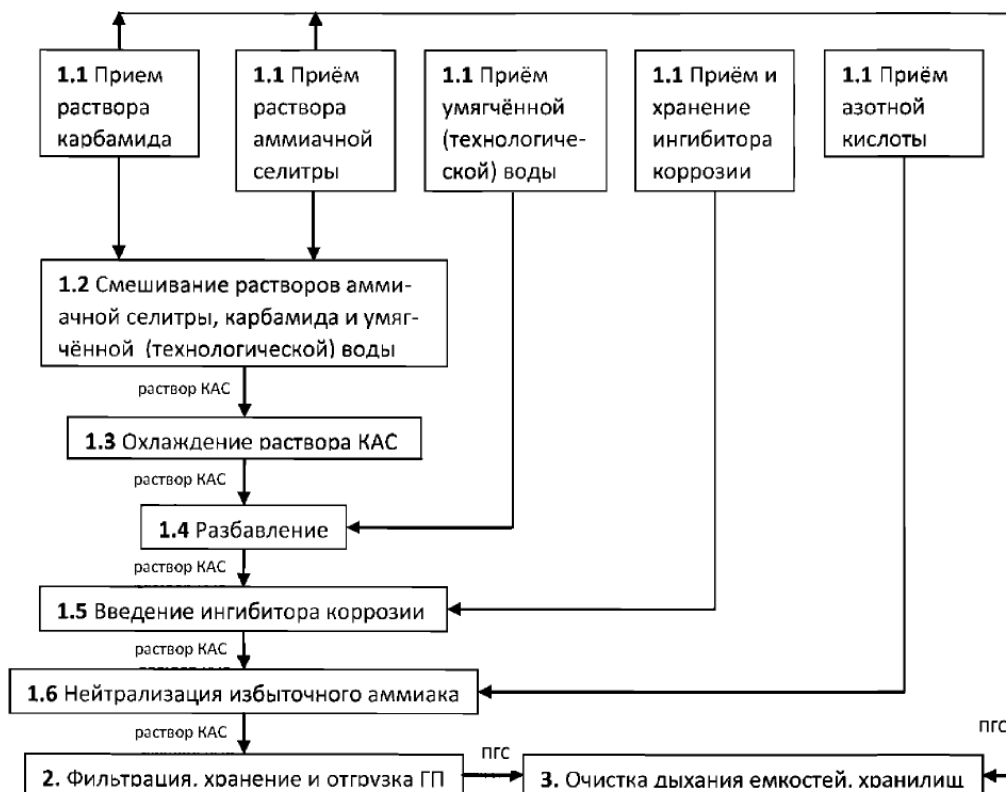 1.1 Прием
раствора
карбамида
1.1 Приём
раствора
аммиачной
селитры
1.1 Приём
умягчённой
(технологиче-
ской) воды
1.1 Приём и
хранение
ингибитора
коррозии
1.1 Приём
азотной
кислоты
1.2 Смешивание растворов амми-
ачной селитры, карбамида и умяг-
чённой (технологической) воды
раствор КАС
1.3 Охлаждение раствора КАС
раствор КАС
1.4 Разбавление
раствор КАС
1.5 Введение ингибитора коррозии
раствор КАС
1.6 Нейтрализация избыточного аммиака
раствор КАС
пгс
пгс
2. Фильтрация, хранение и отгрузка ГП
3. Очистка дыхания емкостей, хранилищ